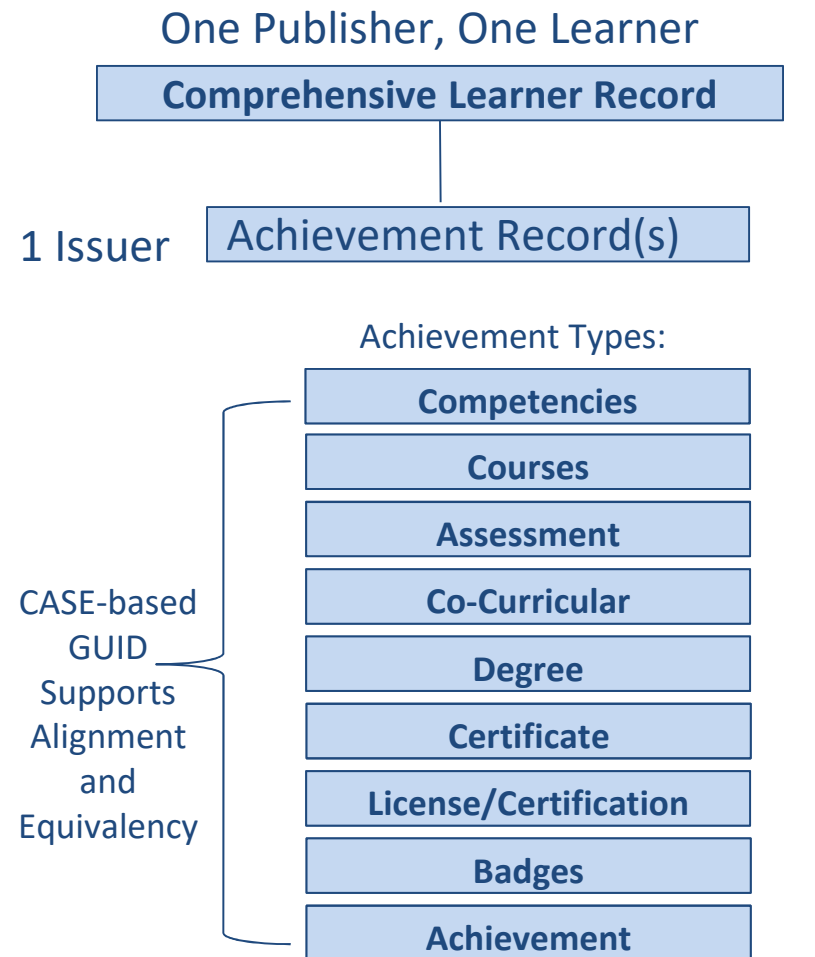 One Publisher, One Learner
Comprehensive Learner Record
1 Issuer
Achievement Record(s)
Achievement Types:
Competencies
Courses
Assessment
Co-Curricular
Degree
Certificate
License/Certification
Badges
Achievement
CASE-based
GUID
Supports
Alignment
and
Equivalency